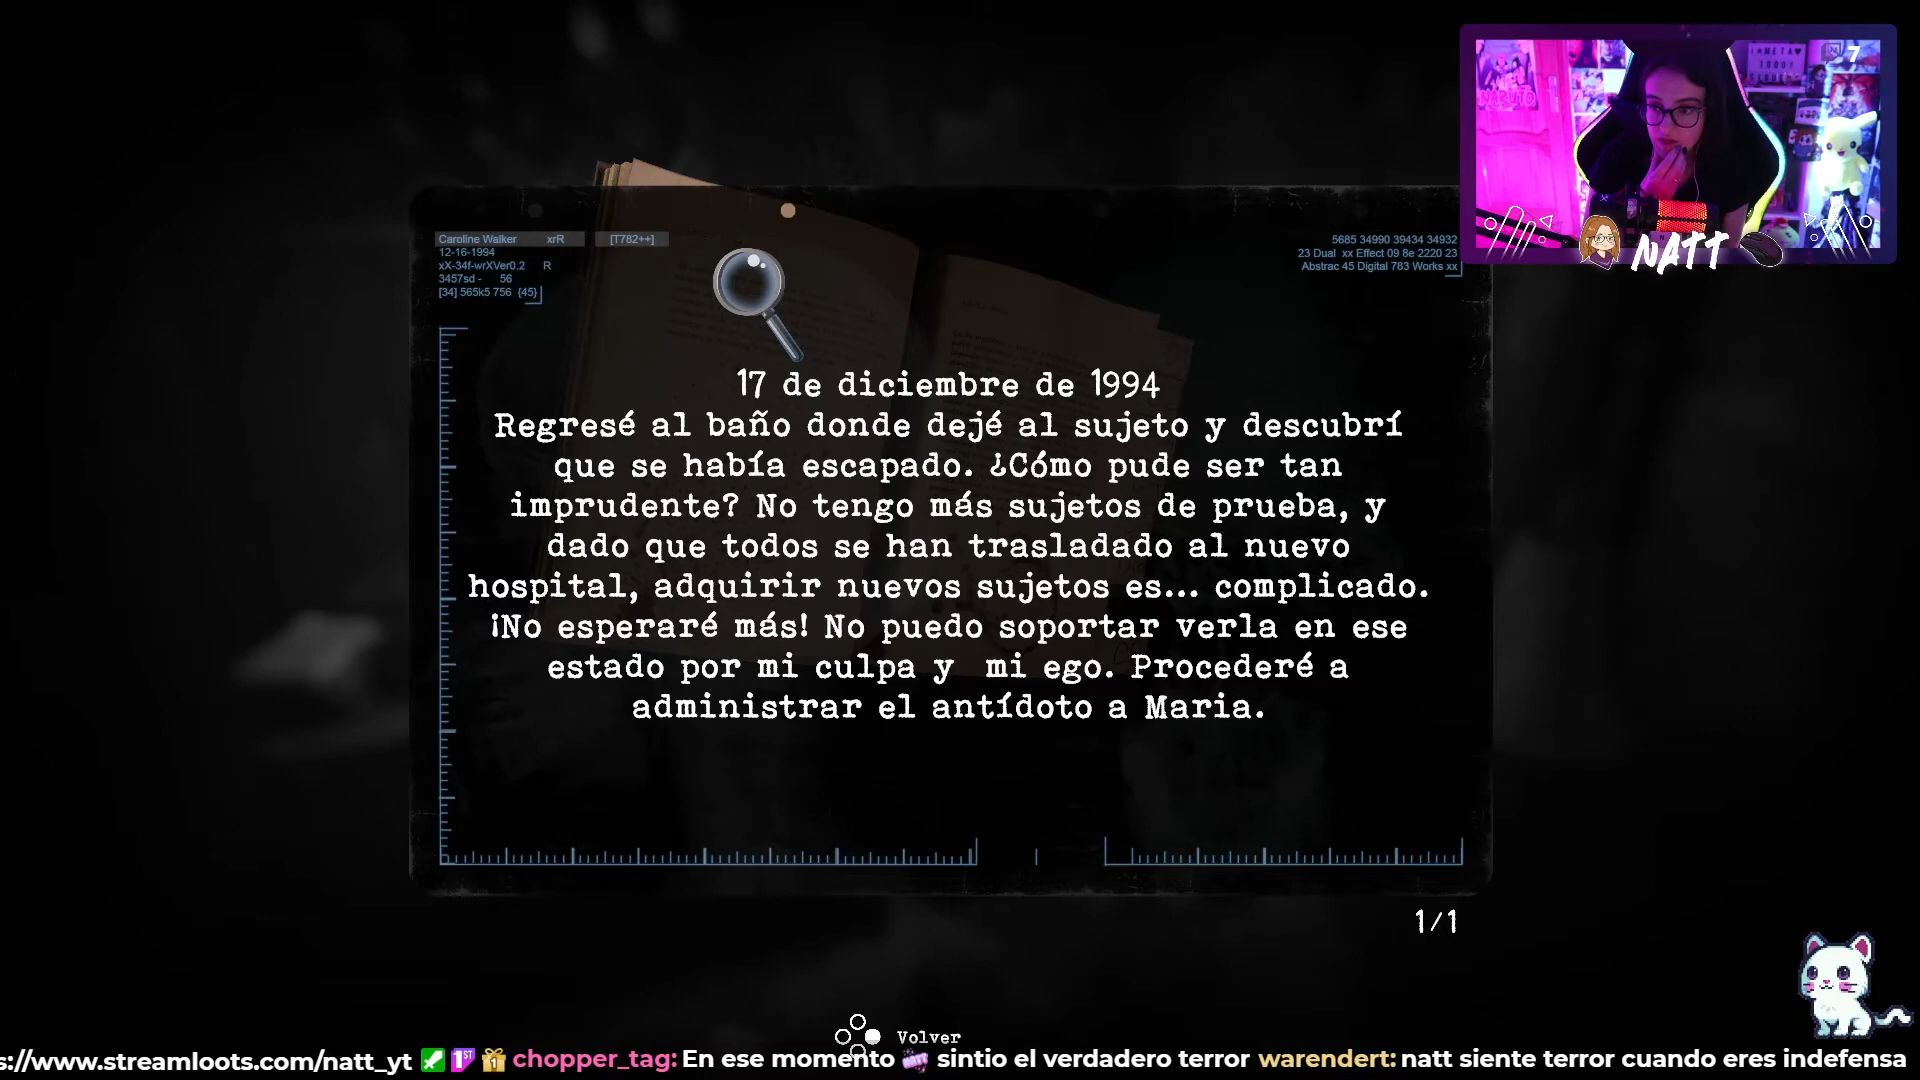 I ♥ META
1000!
7
NARUTO
NATT
Caroline Walker xrR [T782++]
12-16-1994
xX-34f-wrXVer0.2 R
3457sd - 56
[34] 565k5 756 {45}
5685 34990 39434 34932
23 Dual xx Effect 09 8e 2220 23
Abstrac 45 Digital 783 Works xx
17 de diciembre de 1994
Regresé al baño donde dejé al sujeto y descubrí
que se había escapado. ¿Cómo pude ser tan
imprudente? No tengo más sujetos de prueba, y
dado que todos se han trasladado al nuevo
hospital, adquirir nuevos sujetos es... complicado.
¡No esperaré más! No puedo soportar verla en ese
estado por mi culpa y mi ego. Procederé a
administrar el antídoto a Maria.
1/1
Volver
s://www.streamloots.com/natt_yt 1ST 1 chopper_tag: En ese momento sintio el verdadero terror warendert: natt siente terror cuando eres indefensa